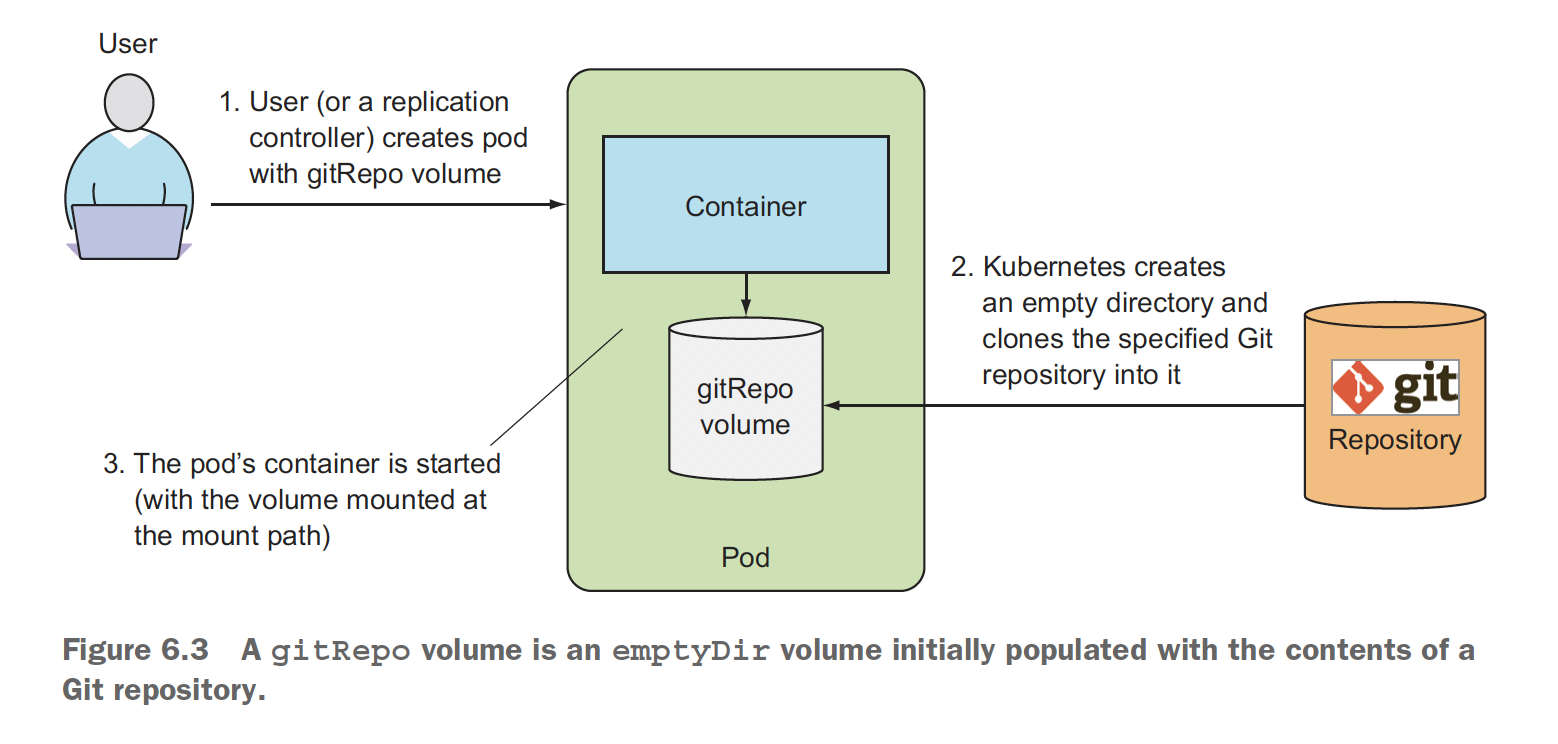 User
1. User (or a replication
controller) creates pod
with gitRepo volume
Container
2. Kubernetes creates
an empty directory and
clones the specified Git
repository into it
gitRepo
volume
git
Repository
3. The pod’s container is started
(with the volume mounted at
the mount path)
Pod
Figure 6.3 A gitRepo volume is an emptyDir volume initially populated with the contents of a
Git repository.